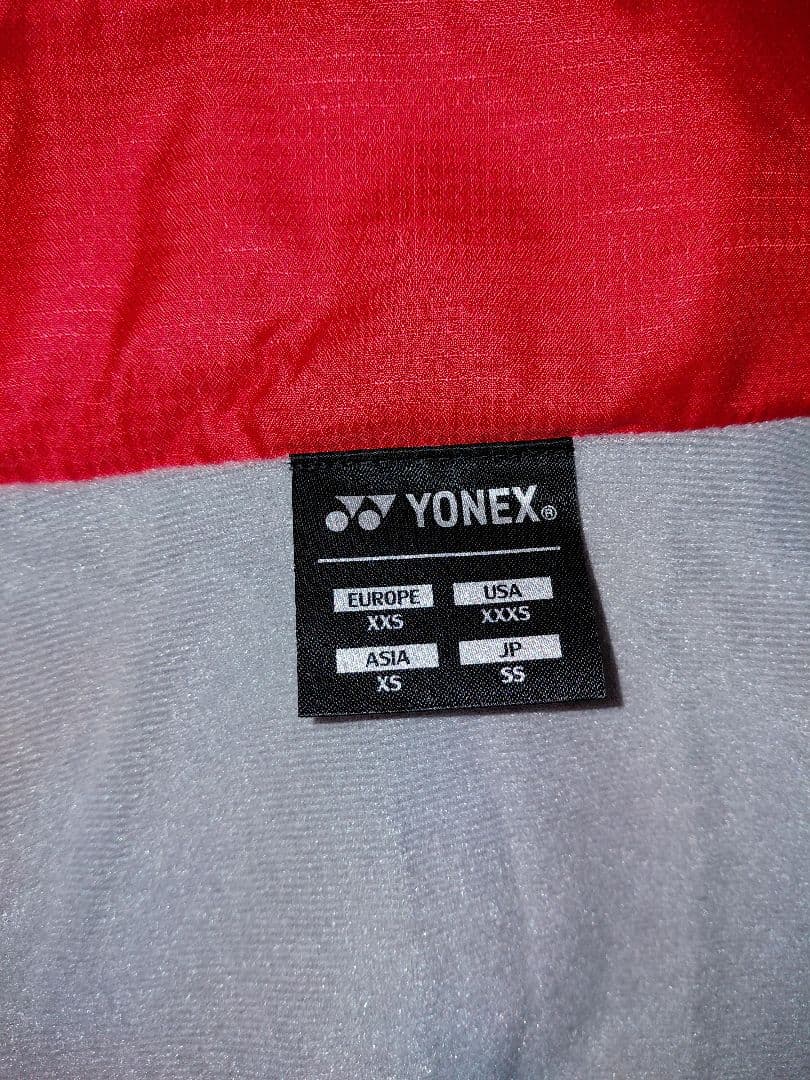 YONEX®
EUROPE USA
XXS XXXS
ASIA JP
XS SS